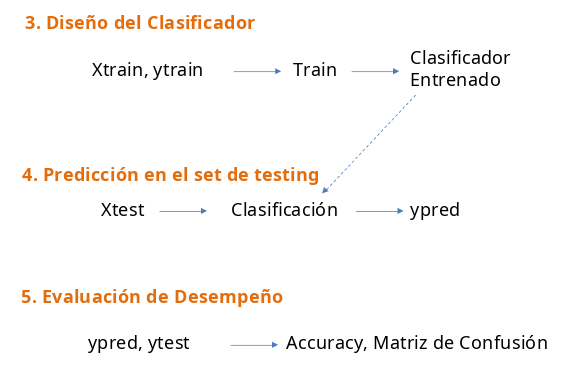 3. Diseño del Clasificador
Xtrain, ytrain
Train
Clasificador
Entrenado
4. Predicción en el set de testing
Xtest
Clasificación
ypred
5. Evaluación de Desempeño
ypred, ytest
Accuracy, Matriz de Confusión